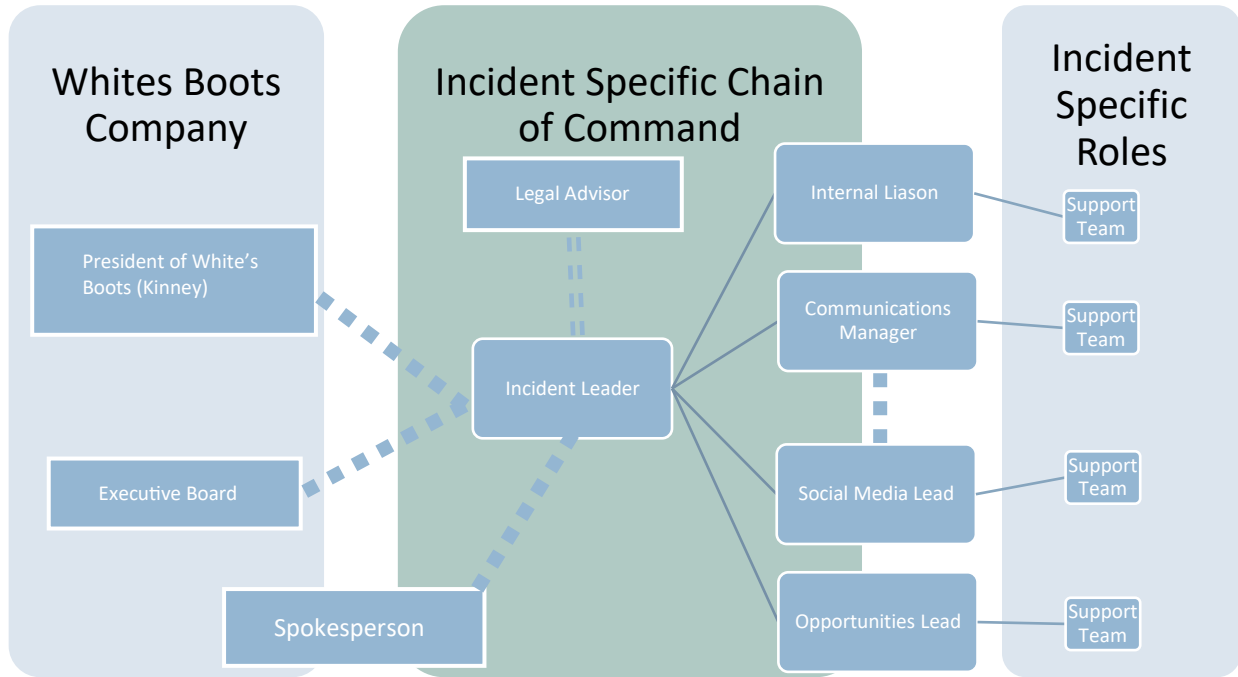 Whites Boots
Company
President of White's
Boots (Kinney)
Executive Board
Spokesperson
Incident Specific Chain
of Command
Legal Advisor
Incident Leader
Internal Liason
Communications
Manager
Social Media Lead
Opportunities Lead
Incident
Specific
Roles
Support
Team
Support
Team
Support
Team
Support
Team